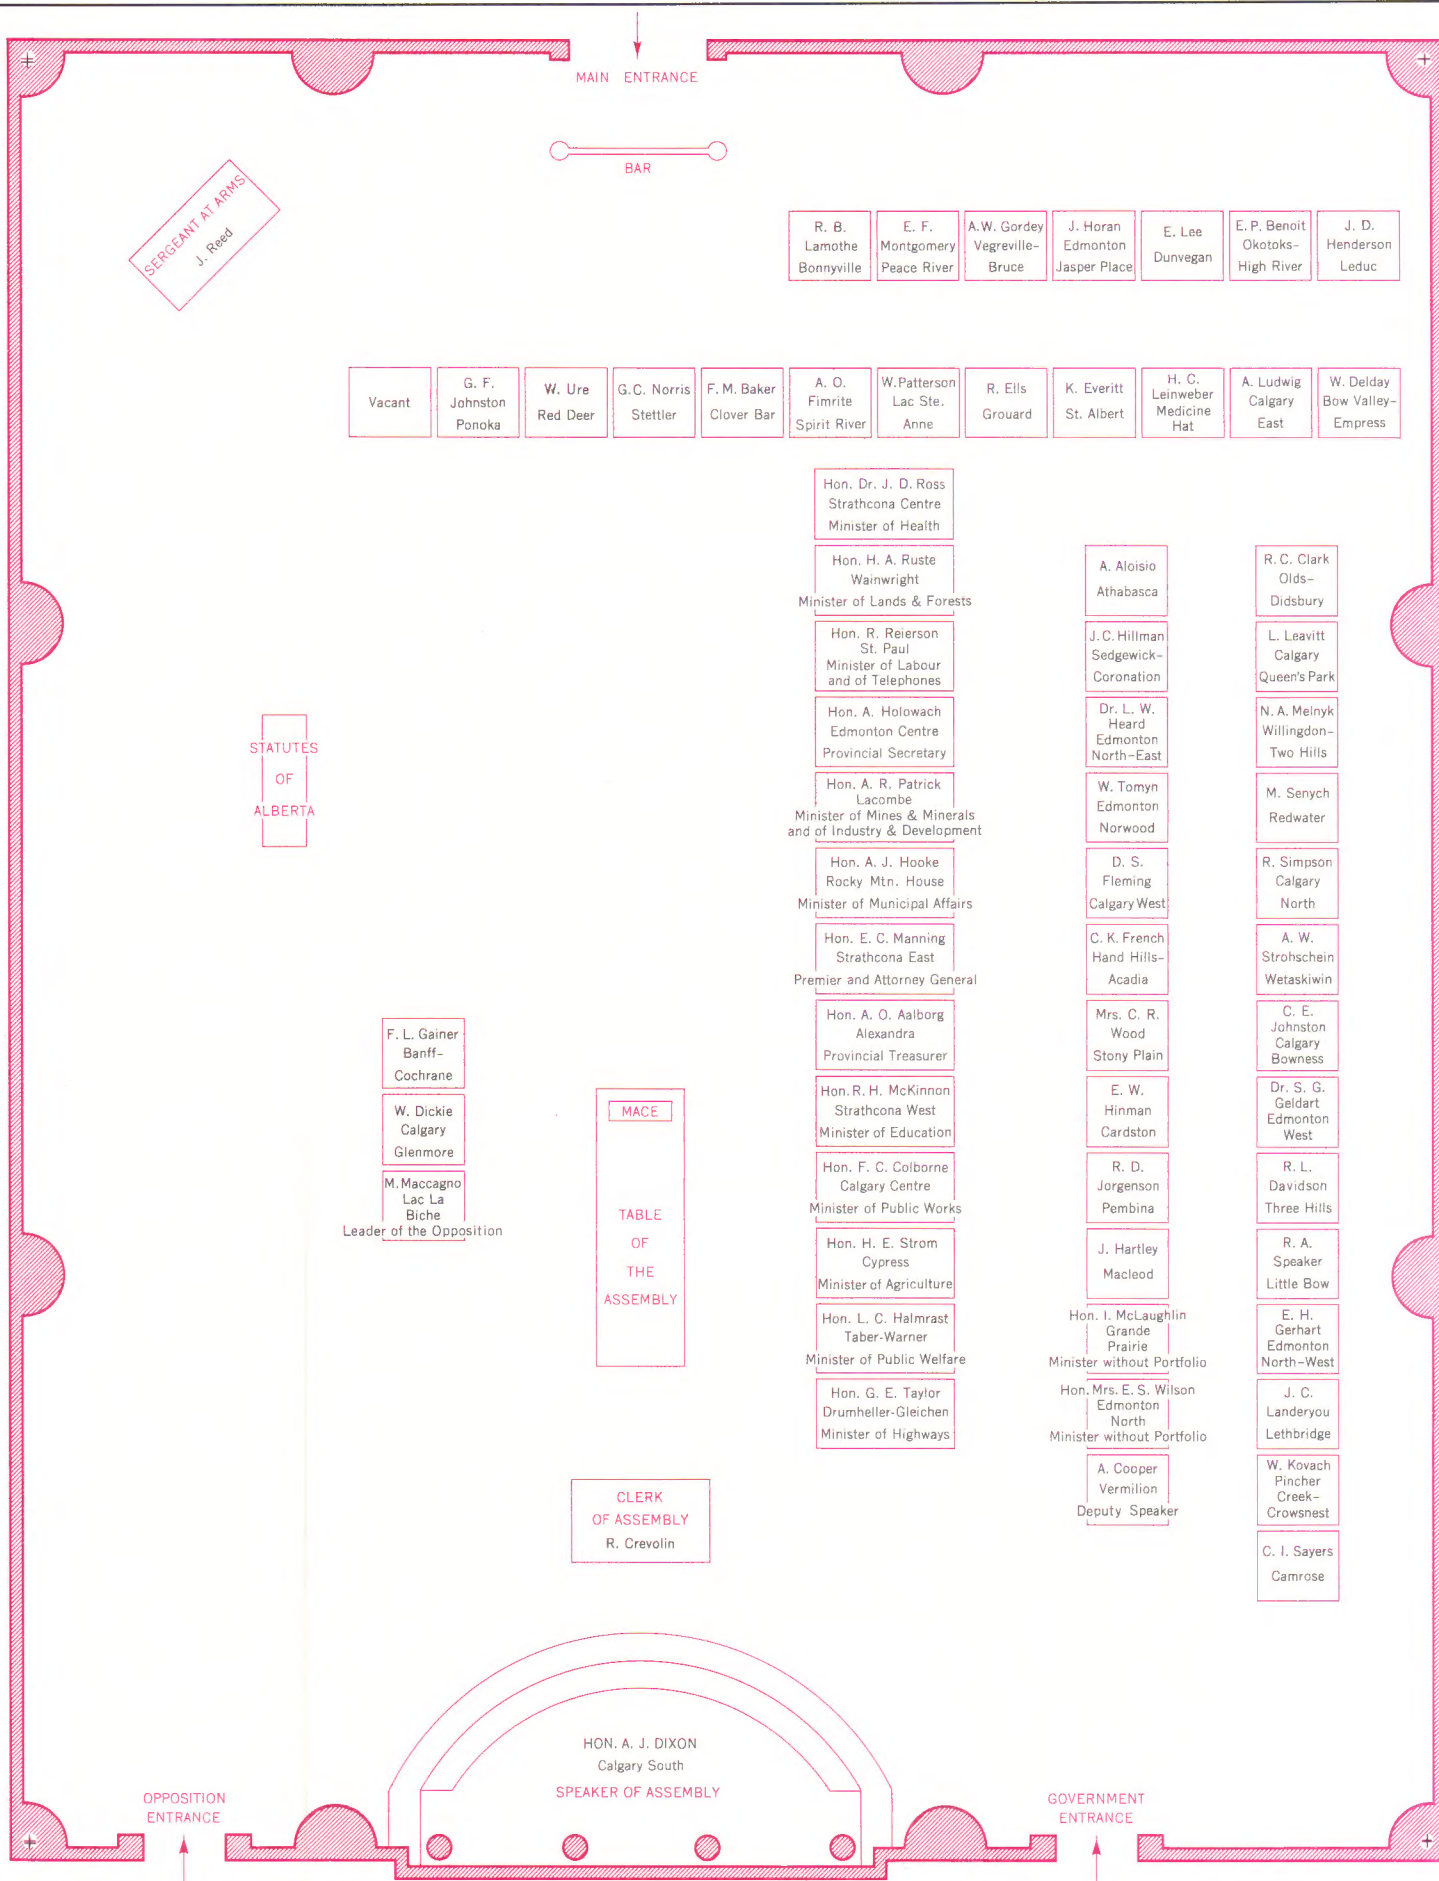 MAIN ENTRANCE
BAR
SERGEANT AT ARMS
J. Reed
R. B.
Lamothe
Bonnyville
E. F.
Montgomery
Peace River
A.W. Gordey
Vegreville-
Bruce
J. Horan
Edmonton
Jasper Place
E. Lee
Dunvegan
E. P. Benoit
Okotoks-
High River
J. D.
Henderson
Leduc
Vacant
G. F.
Johnston
Ponoka
W. Ure
Red Deer
G.C. Norris
Stettler
F. M. Baker
Clover Bar
A. O.
Fimrite
Spirit River
W. Patterson
Lac Ste.
Anne
R. Ells
Grouard
K. Everitt
St. Albert
H. C.
Leinweber
Medicine
Hat
A. Ludwig
Calgary
East
W. Delday
Bow Valley-
Empress
Hon. Dr. J. D. Ross
Strathcona Centre
Minister of Health
Hon. H. A. Ruste
Wainwright
Minister of Lands & Forests
Hon. R. Reierson
St. Paul
Minister of Labour
and of Telephones
Hon. A. Holowach
Edmonton Centre
Provincial Secretary
Hon. A. R. Patrick
Lacombe
Minister of Mines & Minerals
and of Industry & Development
Hon. A. J. Hooke
Rocky Mtn. House
Minister of Municipal Affairs
Hon. E. C. Manning
Strathcona East
Premier and Attorney General
Hon. A. O. Aalborg
Alexandra
Provincial Treasurer
Hon. R. H. McKinnon
Strathcona West
Minister of Education
Hon. F. C. Colborne
Calgary Centre
Minister of Public Works
Hon. H. E. Strom
Cypress
Minister of Agriculture
Hon. L. C. Halmrast
Taber-Warner
Minister of Public Welfare
Hon. G. E. Taylor
Drumheller-Gleichen
Minister of Highways
A. Aloisio
Athabasca
J. C. Hillman
Sedgewick-
Coronation
Dr. L. W.
Heard
Edmonton
North-East
W. Tomyn
Edmonton
Norwood
D. S.
Fleming
Calgary West
C. K. French
Hand Hills-
Acadia
Mrs. C. R.
Wood
Stony Plain
E. W.
Hinman
Cardston
R. D.
Jorgenson
Pembina
J. Hartley
Macleod
Hon. I. McLaughlin
Grande
Prairie
Minister without Portfolio
Hon. Mrs. E. S. Wilson
Edmonton
North
Minister without Portfolio
A. Cooper
Vermilion
Deputy Speaker
R. C. Clark
Olds-
Didsbury
L. Leavitt
Calgary
Queen's Park
N. A. Melnyk
Willingdon-
Two Hills
M. Senych
Redwater
R. Simpson
Calgary
North
A. W.
Strohschein
Wetaskiwin
C. E.
Johnston
Calgary
Bowness
Dr. S. G.
Geldart
Edmonton
West
R. L.
Davidson
Three Hills
R. A.
Speaker
Little Bow
E. H.
Gerhart
Edmonton
North-West
J. C.
Landeryou
Lethbridge
W. Kovach
Pincher
Creek-
Crowsnest
C. I. Sayers
Camrose
STATUTES
OF
ALBERTA
F. L. Gainer
Banff-
Cochrane
W. Dickie
Calgary
Glenmore
M. Maccagno
Lac La
Biche
Leader of the Opposition
MACE
TABLE
OF
THE
ASSEMBLY
CLERK
OF ASSEMBLY
R. Crevolin
HON. A. J. DIXON
Calgary South
SPEAKER OF ASSEMBLY
OPPOSITION
ENTRANCE
GOVERNMENT
ENTRANCE